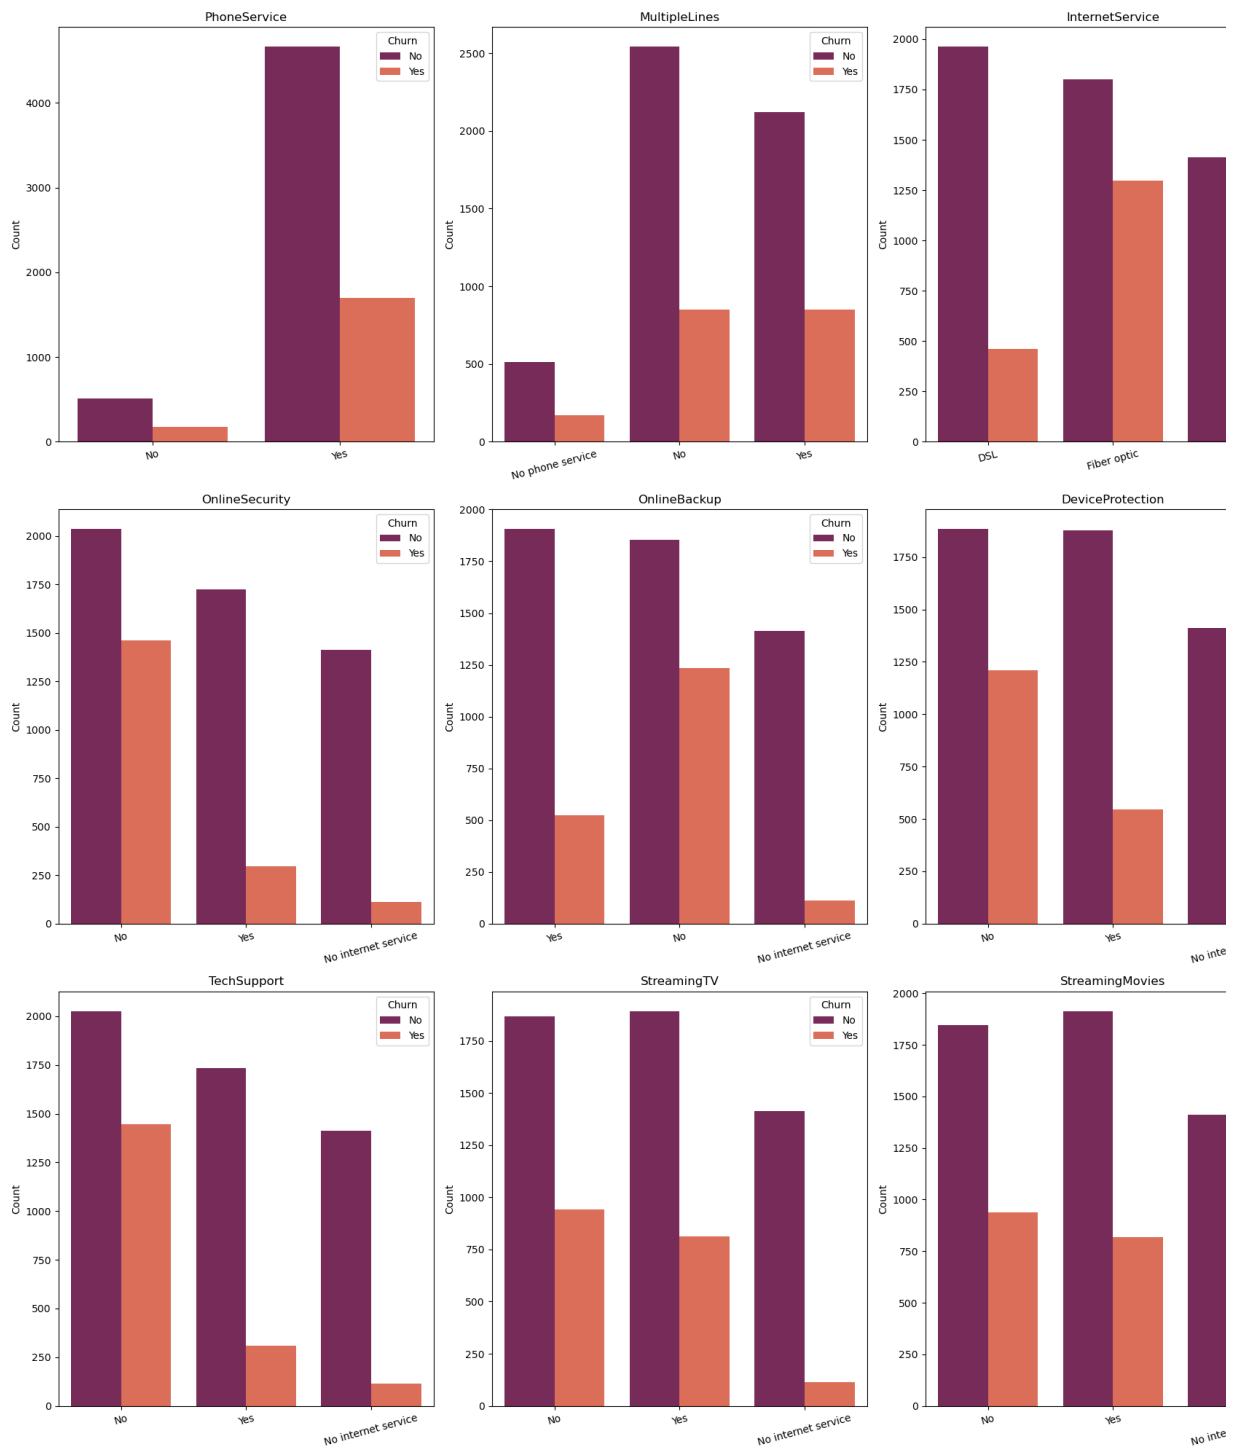 PhoneService
Churn
No
Yes
Count
4000
3000
2000
1000
0
No
Yes
MultipleLines
Churn
No
Yes
Count
2500
2000
1500
1000
500
0
No phone service
No
Yes
InternetService
Count
2000
1750
1500
1250
1000
750
500
250
0
DSL
Fiber optic
OnlineSecurity
Churn
No
Yes
Count
2000
1750
1500
1250
1000
750
500
250
0
No
Yes
No internet service
OnlineBackup
Churn
No
Yes
Count
2000
1750
1500
1250
1000
750
500
250
0
Yes
No
No internet service
DeviceProtection
Count
1750
1500
1250
1000
750
500
250
0
No
Yes
No inte
TechSupport
Churn
No
Yes
Count
2000
1750
1500
1250
1000
750
500
250
0
No
Yes
No internet service
StreamingTV
Churn
No
Yes
Count
1750
1500
1250
1000
750
500
250
0
No
Yes
No internet service
StreamingMovies
Count
2000
1750
1500
1250
1000
750
500
250
0
No
Yes
No inte